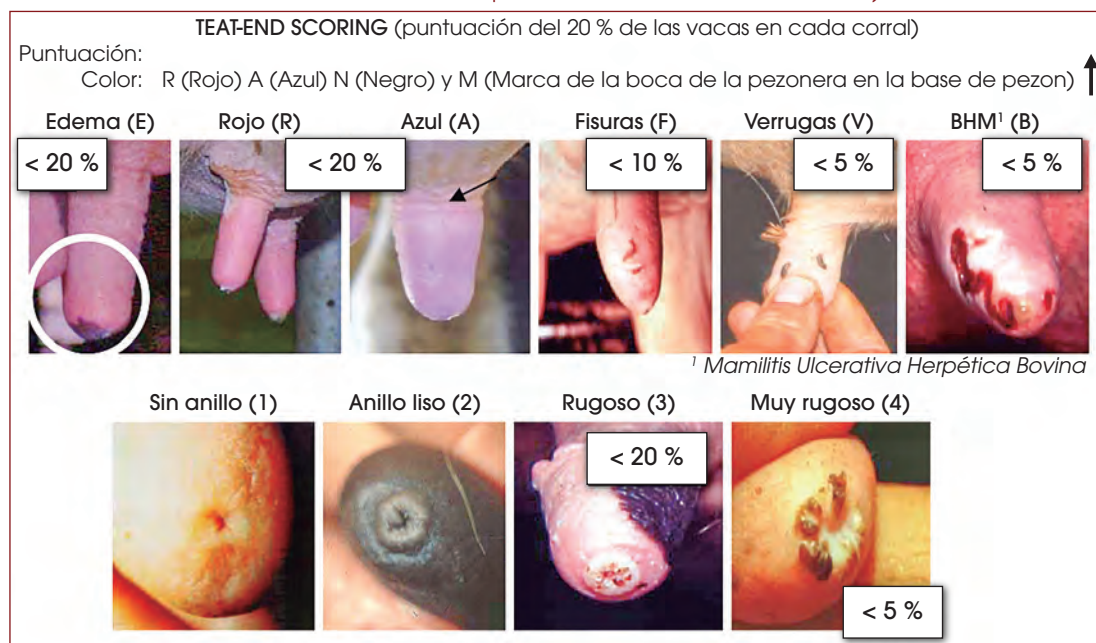 TEAT-END SCORING (puntuación del 20 % de las vacas en cada corral)
Puntuación:
Color: R (Rojo) A (Azul) N (Negro) y M (Marca de la boca de la pezonera en la base de pezon)
Edema (E) Rojo (R) Azul (A) Fisuras (F) Verrugas (V) BHM¹ (B)
< 20 % < 20 % < 10 % < 5 % < 5 %
¹ Mamilitis Ulcerativa Herpética Bovina
Sin anillo (1) Anillo liso (2) Rugoso (3) Muy rugoso (4)
< 20 %
< 5 %